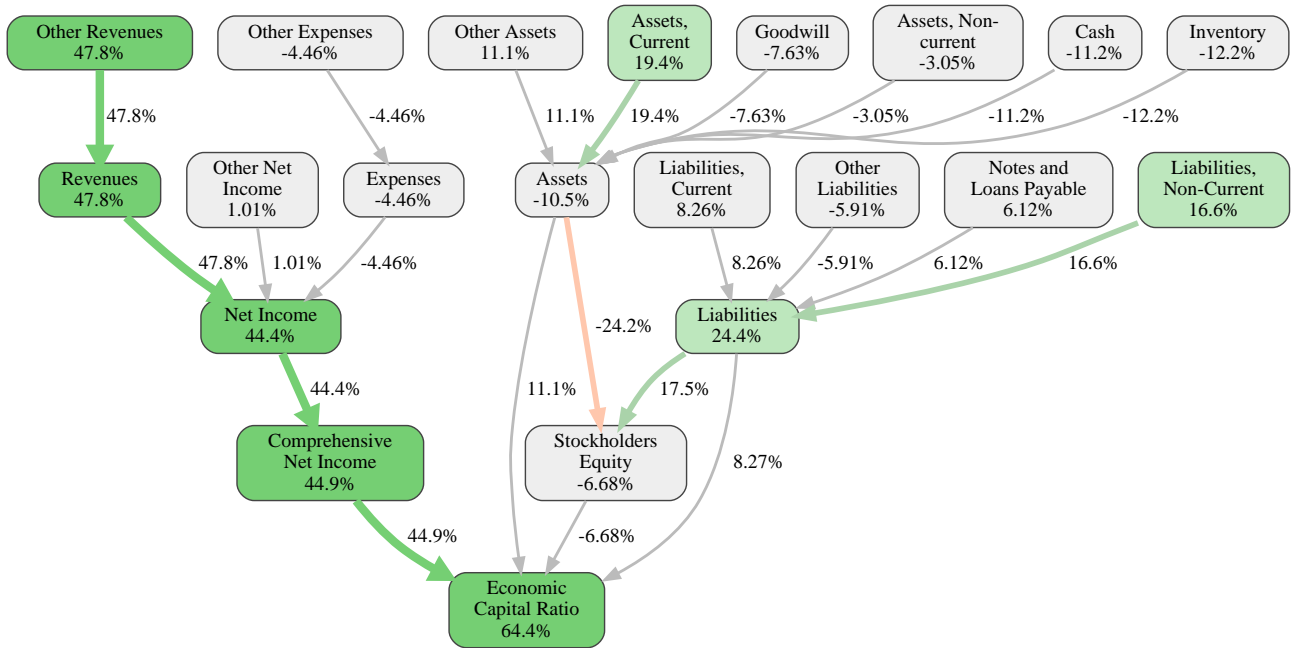 Other Revenues
47.8%
Other Expenses
-4.46%
Other Assets
11.1%
Assets,
Current
19.4%
Goodwill
-7.63%
Assets, Non-
current
-3.05%
Cash
-11.2%
Inventory
-12.2%
47.8%
-4.46%
11.1%
19.4%
-7.63%
-3.05%
-11.2%
-12.2%
Revenues
47.8%
Other Net
Income
1.01%
Expenses
-4.46%
Assets
-10.5%
Liabilities,
Current
8.26%
Other
Liabilities
-5.91%
Notes and
Loans Payable
6.12%
Liabilities,
Non-Current
16.6%
47.8%
1.01%
-4.46%
8.26%
-5.91%
6.12%
16.6%
Net Income
44.4%
-24.2%
Liabilities
24.4%
44.4%
11.1%
17.5%
Comprehensive
Net Income
44.9%
Stockholders
Equity
-6.68%
8.27%
44.9%
-6.68%
Economic
Capital Ratio
64.4%